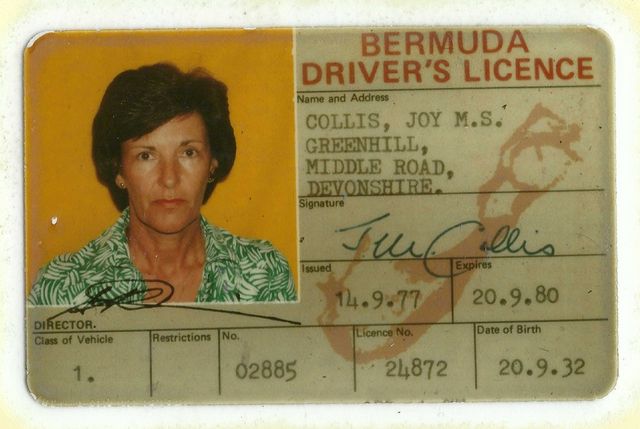 BERMUDA
DRIVER'S LICENCE
Name and Address
COLLIS, JOY M.S.
GREENHILL,
MIDDLE ROAD,
DEVONSHIRE.
Signature
JM Collis
Issued Expires
14.9.77 20.9.80
DIRECTOR.
Class of Vehicle Restrictions No. Licence No. Date of Birth
1. 02885 24872 20.9.32